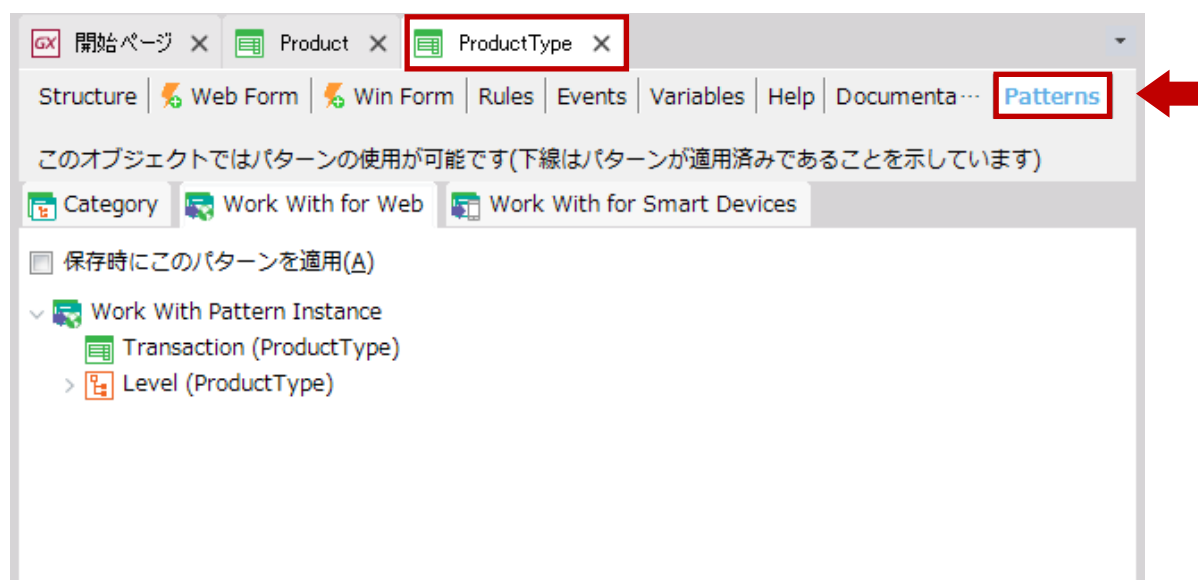 GX 開始ページ Product ProductType
Structure Web Form Win Form Rules Events Variables Help Documenta… Patterns
このオブジェクトではパターンの使用が可能です(下線はパターンが適用済みであることを示しています)
Category Work With for Web Work With for Smart Devices
保存時にこのパターンを適用(A)
Work With Pattern Instance
Transaction (ProductType)
Level (ProductType)